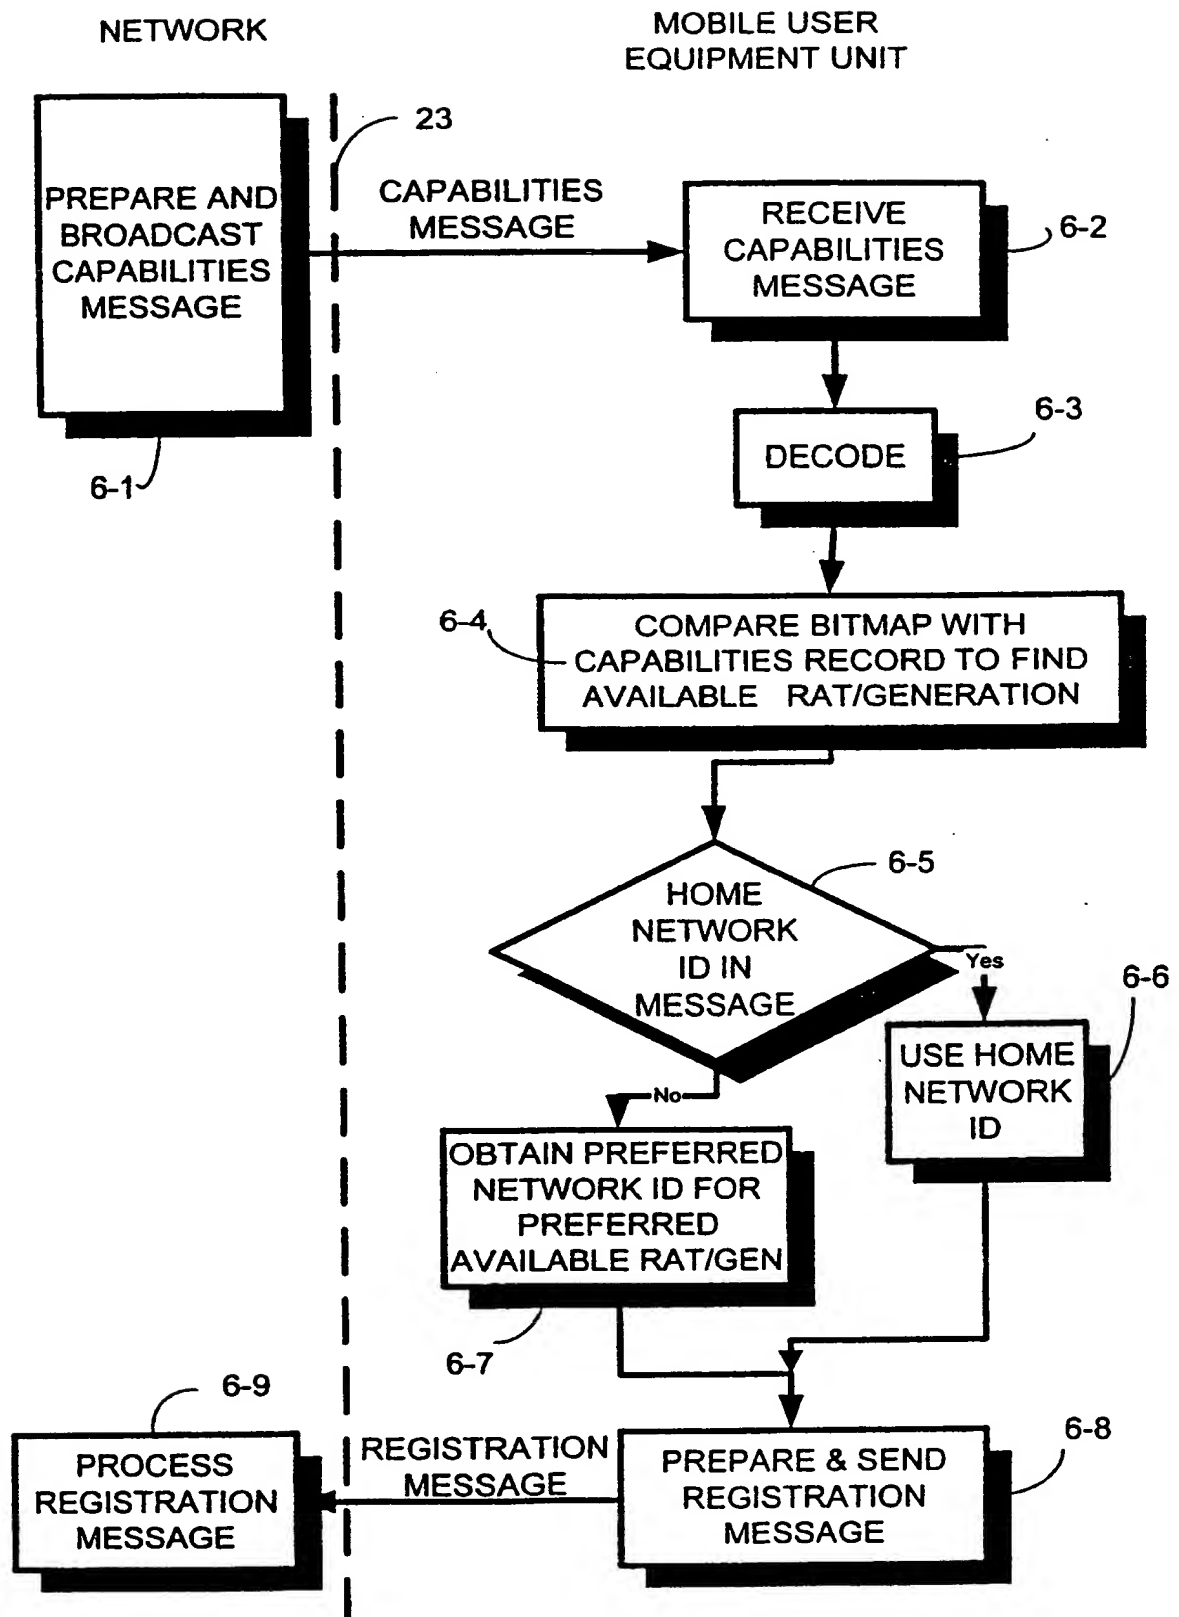 NETWORK
MOBILE USER
EQUIPMENT UNIT
23
PREPARE AND
BROADCAST
CAPABILITIES
MESSAGE
6-1
CAPABILITIES
MESSAGE
RECEIVE
CAPABILITIES
MESSAGE
6-2
DECODE
6-3
6-4
COMPARE BITMAP WITH
CAPABILITIES RECORD TO FIND
AVAILABLE RAT/GENERATION
HOME
NETWORK
ID IN
MESSAGE
6-5
Yes
6-6
USE HOME
NETWORK
ID
No
OBTAIN PREFERRED
NETWORK ID FOR
PREFERRED
AVAILABLE RAT/GEN
6-7
6-9
PROCESS
REGISTRATION
MESSAGE
REGISTRATION
MESSAGE
PREPARE & SEND
REGISTRATION
MESSAGE
6-8